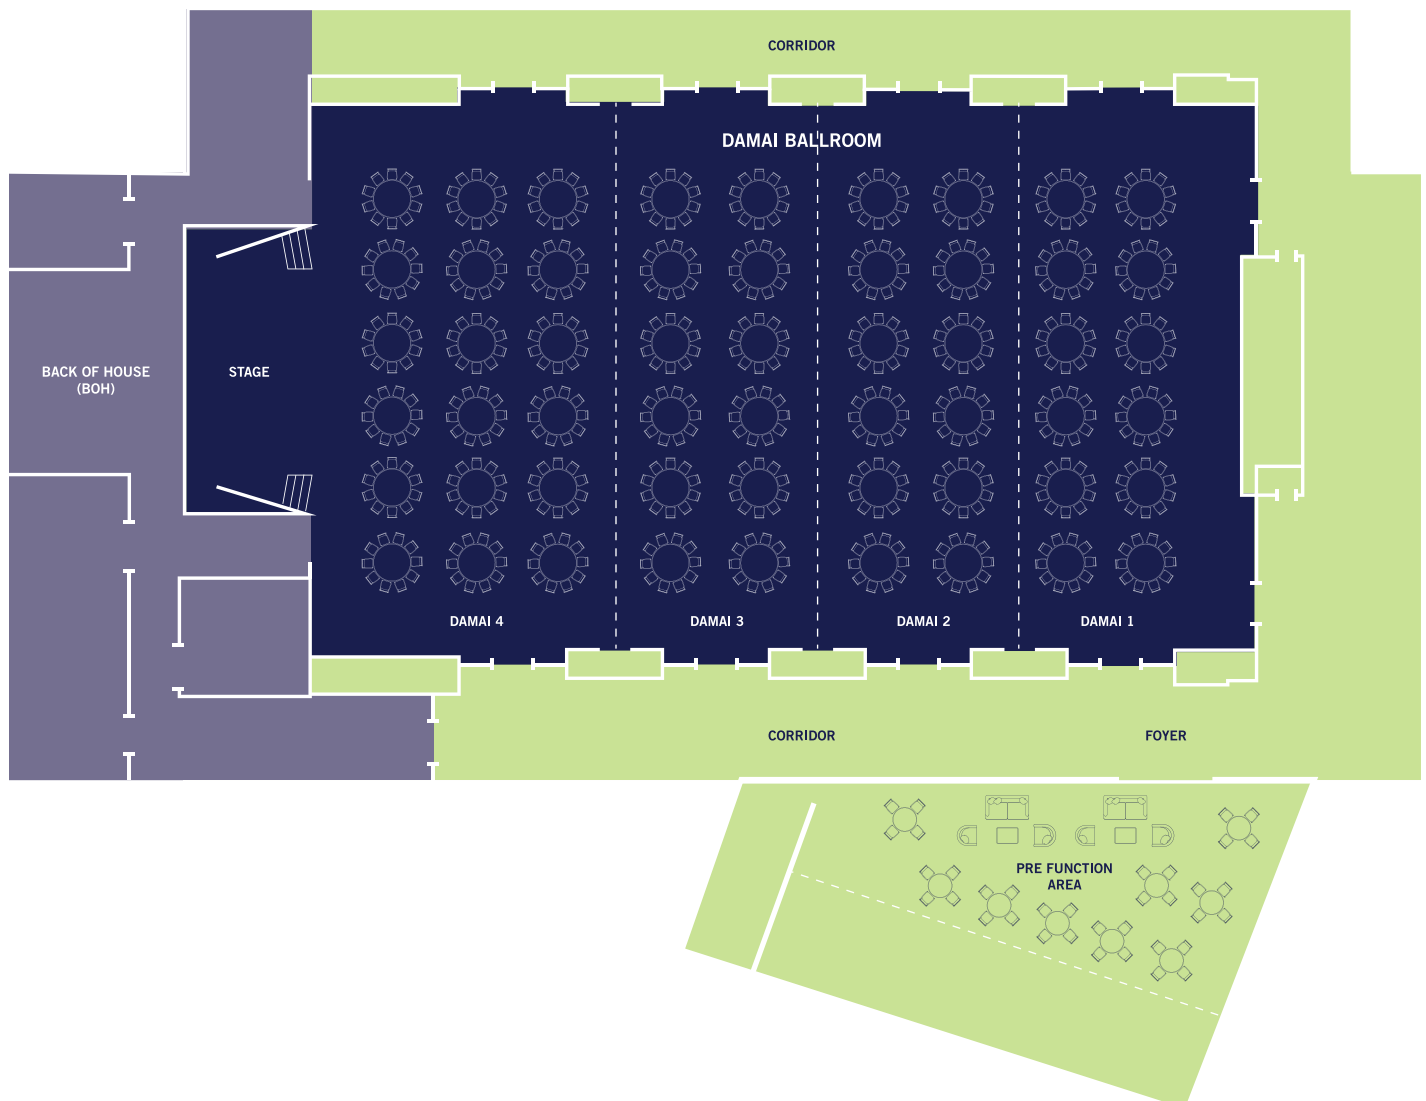 CORRIDOR
DAMAI BALLROOM
BACK OF HOUSE
(BOH)
STAGE
DAMAI 4
DAMAI 3
DAMAI 2
DAMAI 1
CORRIDOR
FOYER
PRE FUNCTION
AREA